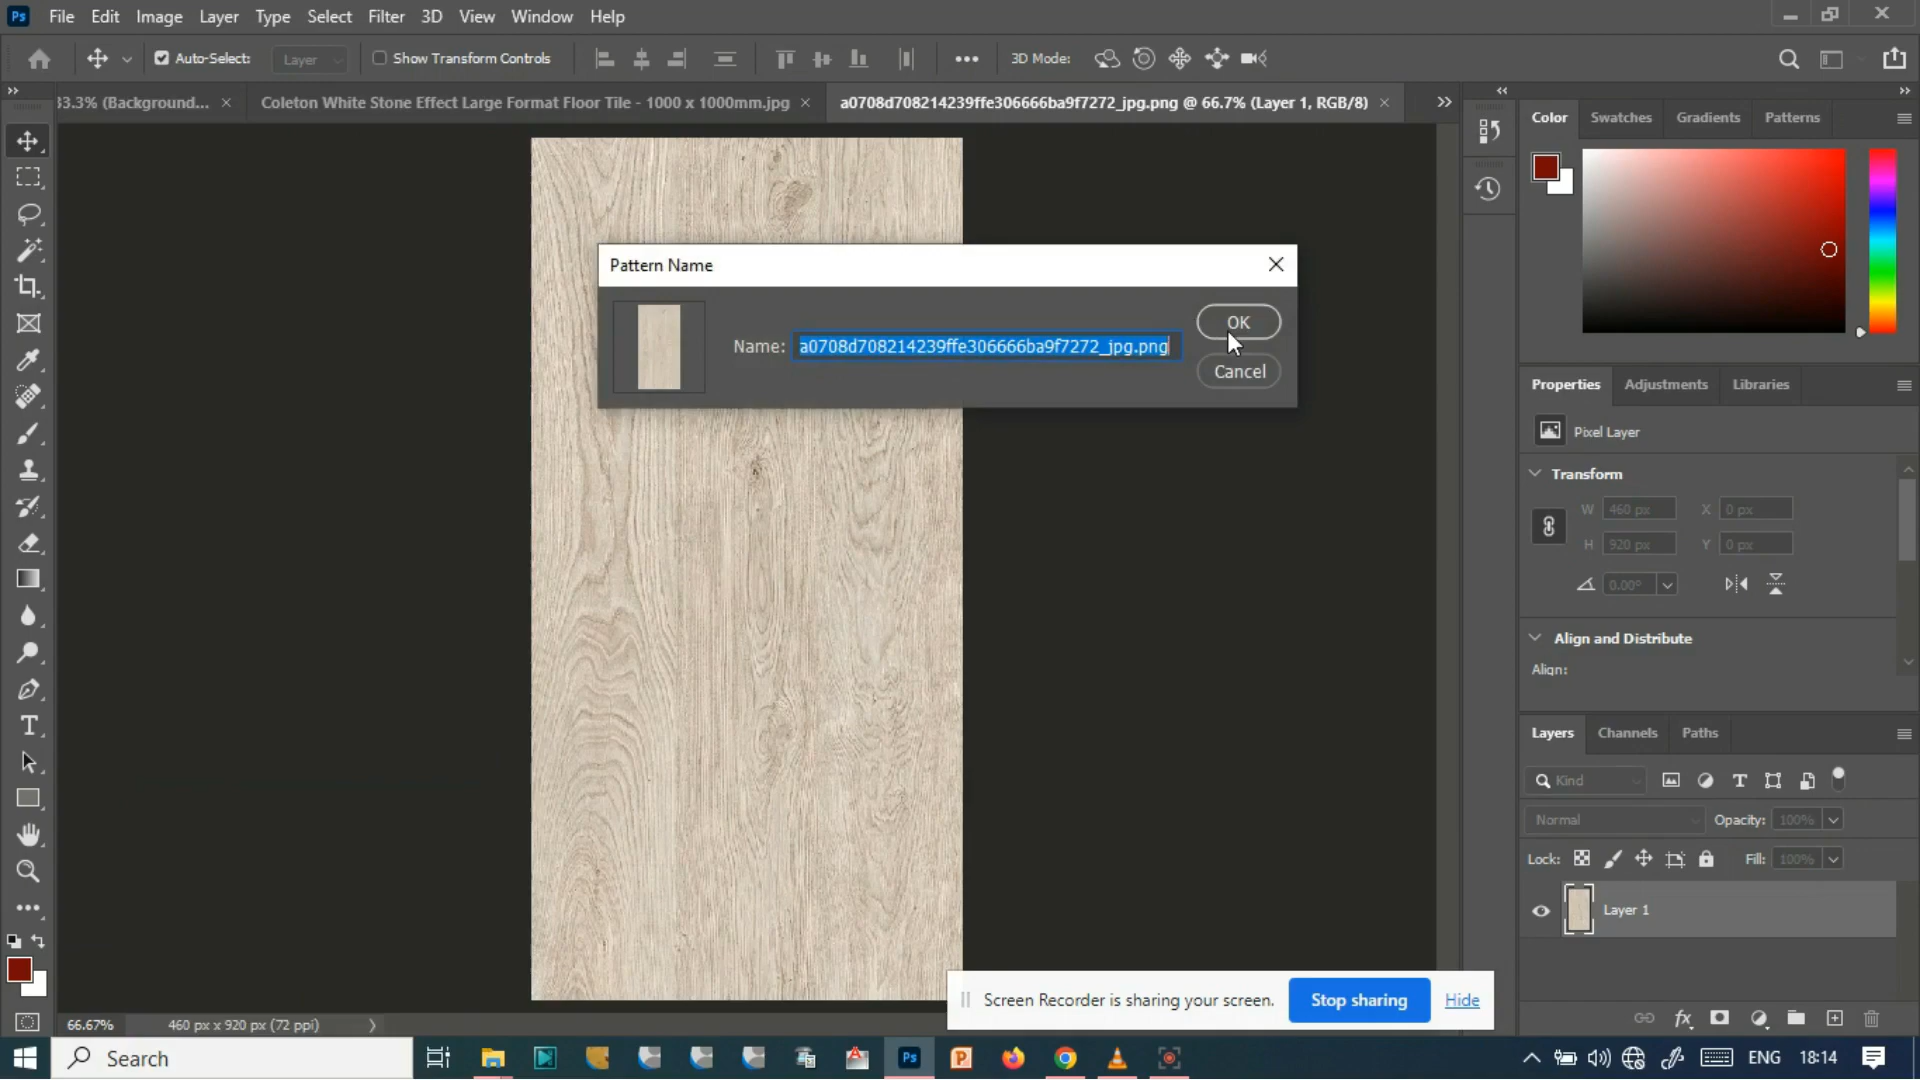 Ps File Edit Image Layer Type Select Filter 3D View Window Help
Auto-Select: Layer Show Transform Controls 3D Mode:
33.3% (Background... × Coleton White Stone Effect Large Format Floor Tile - 1000 x 1000mm.jpg × a0708d708214239ffe306666ba9f7272_jpg.png @ 66.7% (Layer 1, RGB/8) ×
Color Swatches Gradients Patterns
Pattern Name
Name: a0708d708214239ffe306666ba9f7272_jpg.png
OK
Cancel
Properties Adjustments Libraries
Pixel Layer
Transform
W 460 px X 0 px
H 920 px Y 0 px
0.00°
Align and Distribute
Align:
Layers Channels Paths
Kind
Normal Opacity: 100%
Lock: Fill: 100%
Layer 1
Screen Recorder is sharing your screen. Stop sharing Hide
66.67% 460 px x 920 px (72 ppi)
Search Ps ENG 18:14